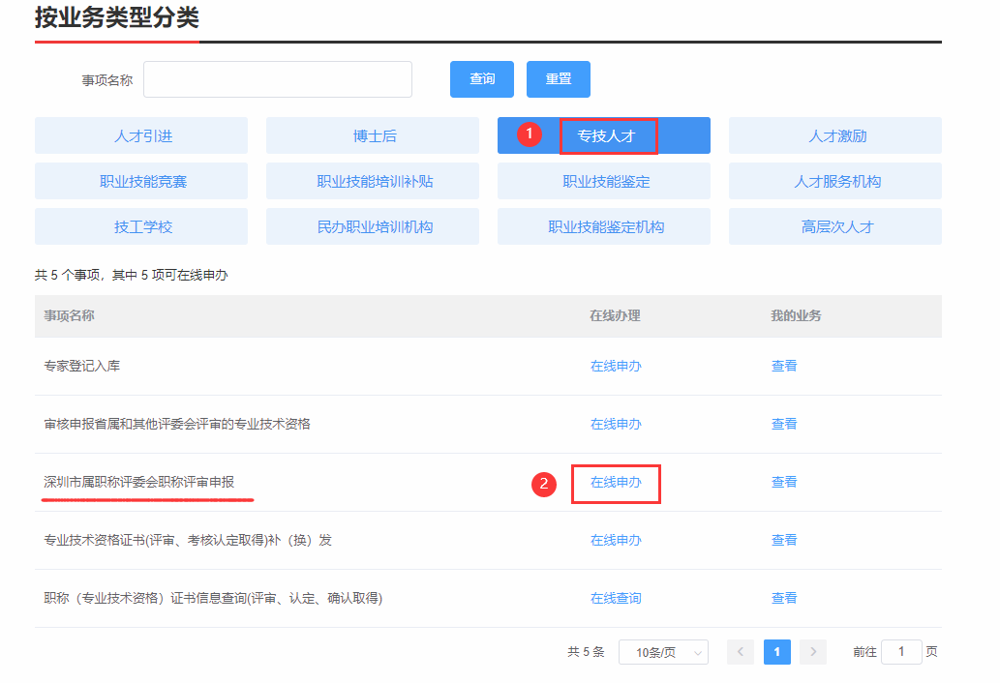 按业务类型分类
事项名称 查询 重置
人才引进 博士后 1 专技人才 人才激励
职业技能竞赛 职业技能培训补贴 职业技能鉴定 人才服务机构
技工学校 民办职业培训机构 职业技能鉴定机构 高层次人才
共 5 个事项，其中 5 项可在线申办
事项名称 在线办理 我的业务
专家登记入库 在线申办 查看
审核申报省属和其他评委会评审的专业技术资格 在线申办 查看
深圳市属职称评委会职称评审申报 2 在线申办 查看
专业技术资格证书(评审、考核认定取得)补（换）发 在线申办 查看
职称（专业技术资格）证书信息查询(评审、认定、确认取得) 在线查询 查看
共 5 条 10条/页 < 1 > 前往 1 页